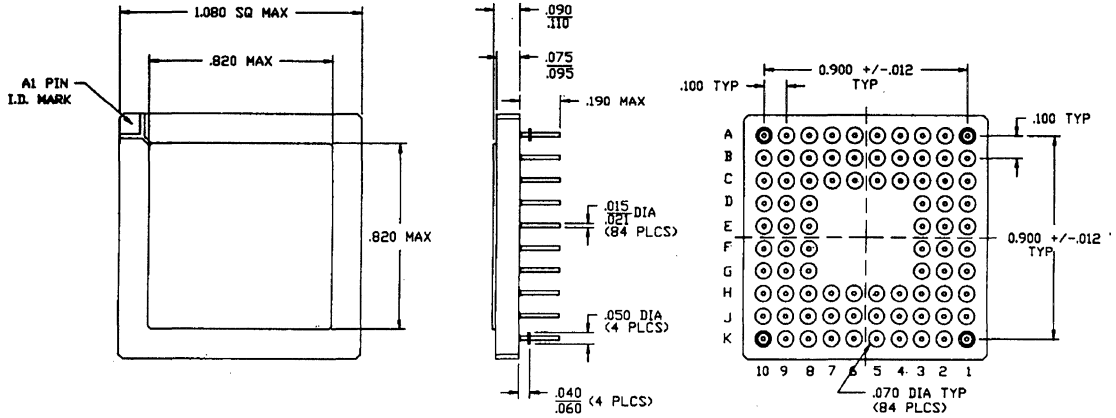 1.080 SQ MAX
.820 MAX
A1 PIN
I.D. MARK
.820 MAX
.090
.110
.075
.095
.190 MAX
.015
.021 DIA
(84 PLCS)
.050 DIA
(4 PLCS)
.040
.060 (4 PLCS)
0.900 +/-.012
TYP
.100 TYP
.100 TYP
A
B
C
D
E
F
G
H
J
K
0.900 +/-.012
TYP
10 9 8 7 6 5 4 3 2 1
.070 DIA TYP
(84 PLCS)